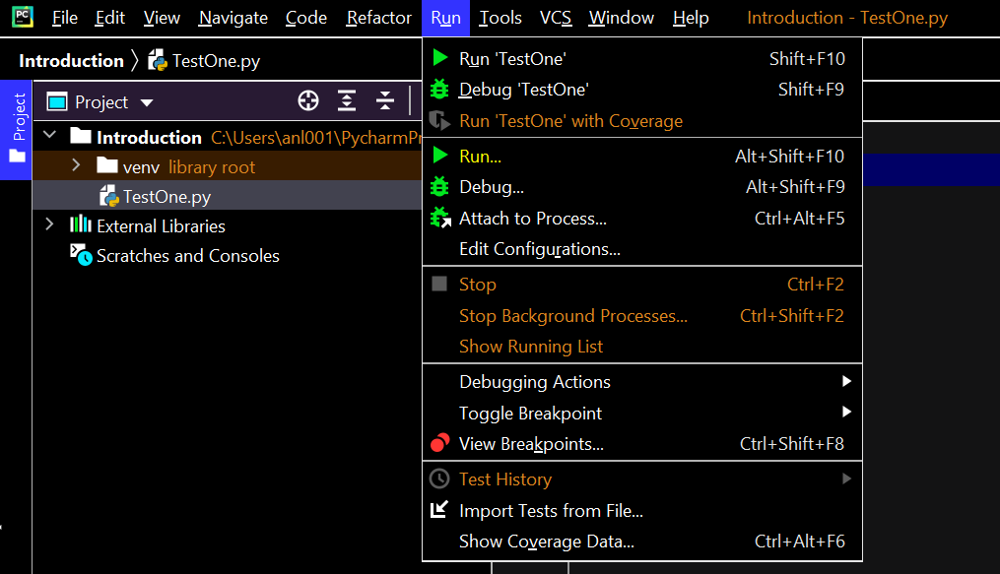 PC File Edit View Navigate Code Refactor Run Tools VCS Window Help Introduction - TestOne.py
Introduction TestOne.py
Project
Project
Introduction C:\Users\anl001\PycharmPr
venv library root
TestOne.py
External Libraries
Scratches and Consoles
Run 'TestOne' Shift+F10
Debug 'TestOne' Shift+F9
Run 'TestOne' with Coverage
Run... Alt+Shift+F10
Debug... Alt+Shift+F9
Attach to Process... Ctrl+Alt+F5
Edit Configurations...
Stop Ctrl+F2
Stop Background Processes... Ctrl+Shift+F2
Show Running List
Debugging Actions
Toggle Breakpoint
View Breakpoints... Ctrl+Shift+F8
Test History
Import Tests from File...
Show Coverage Data... Ctrl+Alt+F6